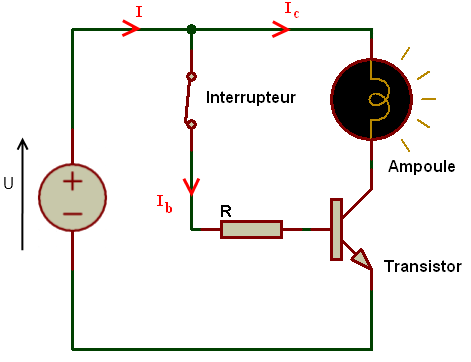 I
Ic
Interrupteur
Ampoule
U
+
−
Ib
R
Transistor